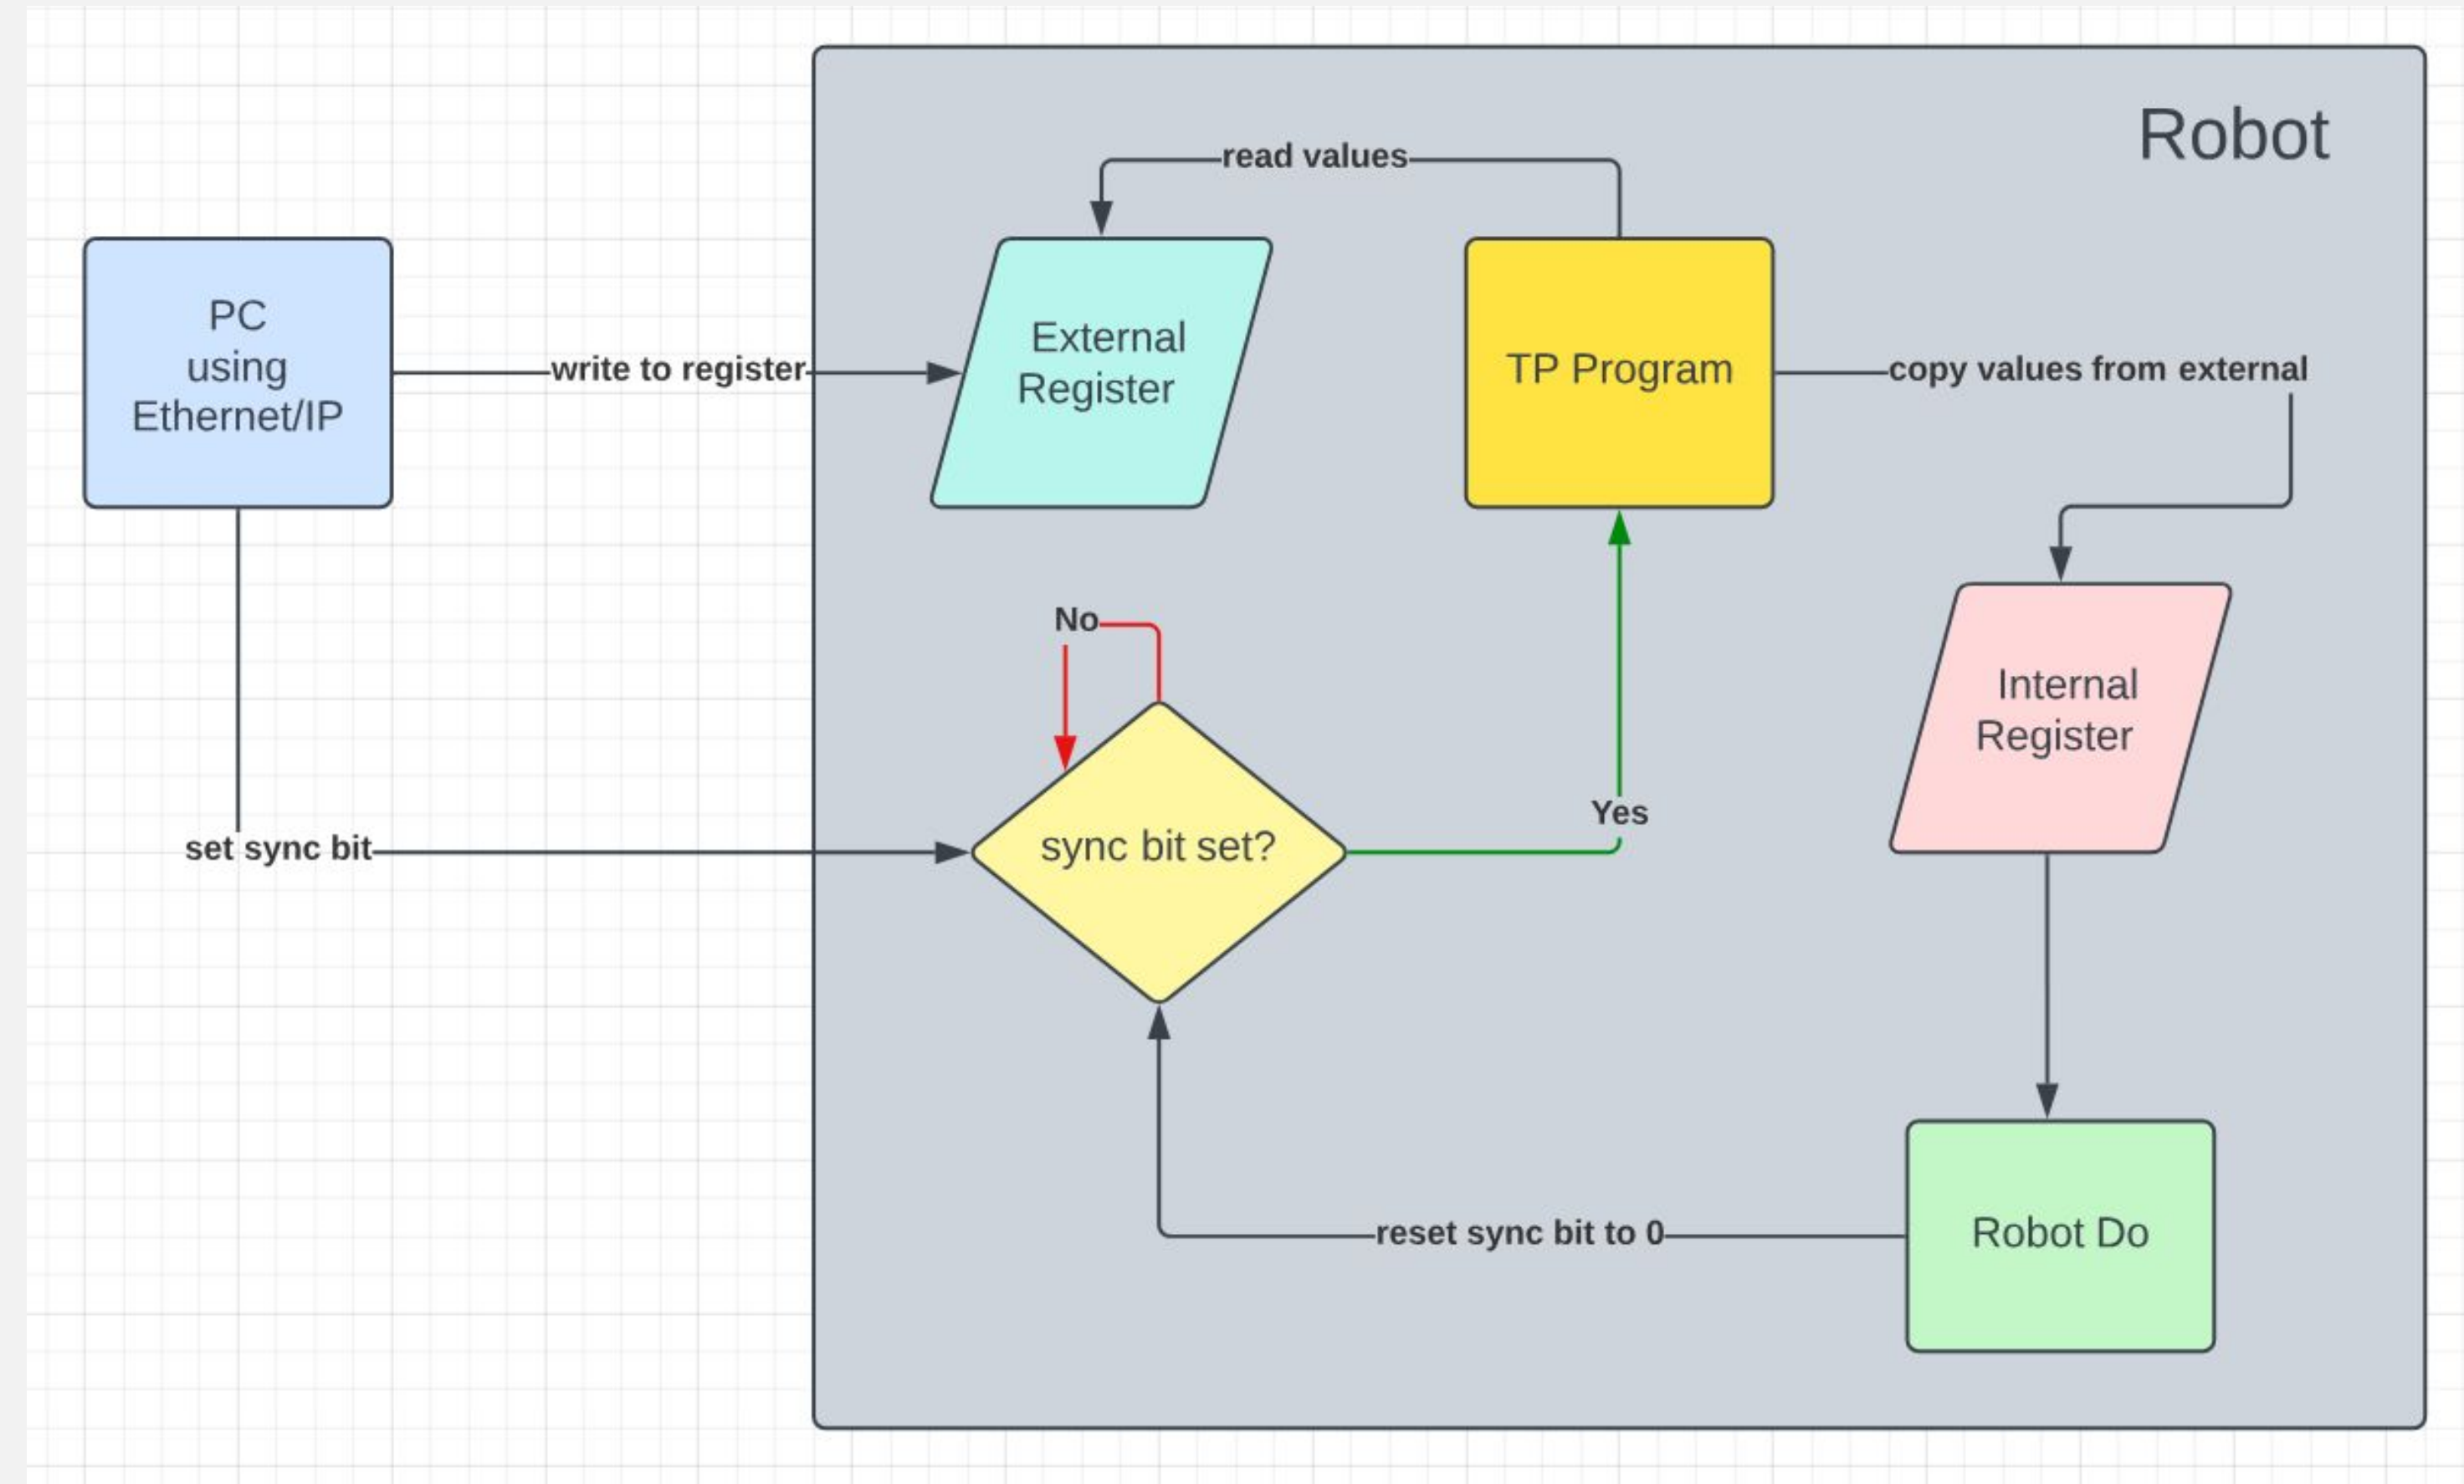 Robot
read values
PC
using
Ethernet/IP
write to register
External
Register
TP Program
copy values from external
No
Internal
Register
Yes
set sync bit
sync bit set?
reset sync bit to 0
Robot Do